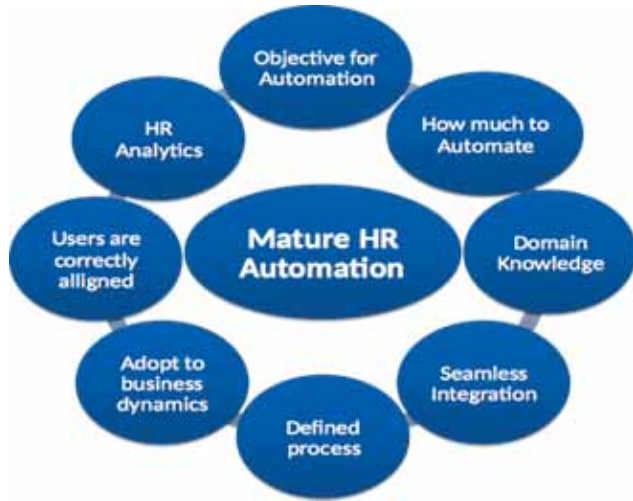 Objective for
Automation
How much to
Automate
Domain
Knowledge
Seamless
Integration
Defined
process
Adopt to
business
dynamics
Users are
correctly
alligned
HR
Analytics
Mature HR
Automation